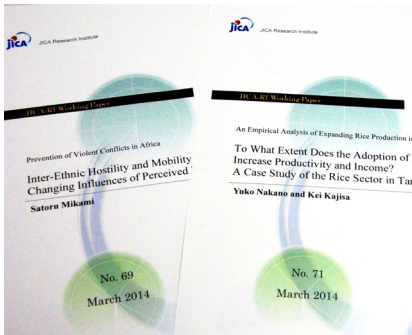 JICA
JICA Research Institute
JICA-RI Working Paper
Prevention of Violent Conflicts in Africa
Inter-Ethnic Hostility and Mobility
Changing Influences of Perceived
Satoru Mikami
No. 69
March 2014
JICA
JICA Research Institute
JICA-RI Working Paper
An Empirical Analysis of Expanding Rice Production in
To What Extent Does the Adoption of
Increase Productivity and Income?
A Case Study of the Rice Sector in Tan
Yuko Nakano and Kei Kajisa
No. 71
March 2014